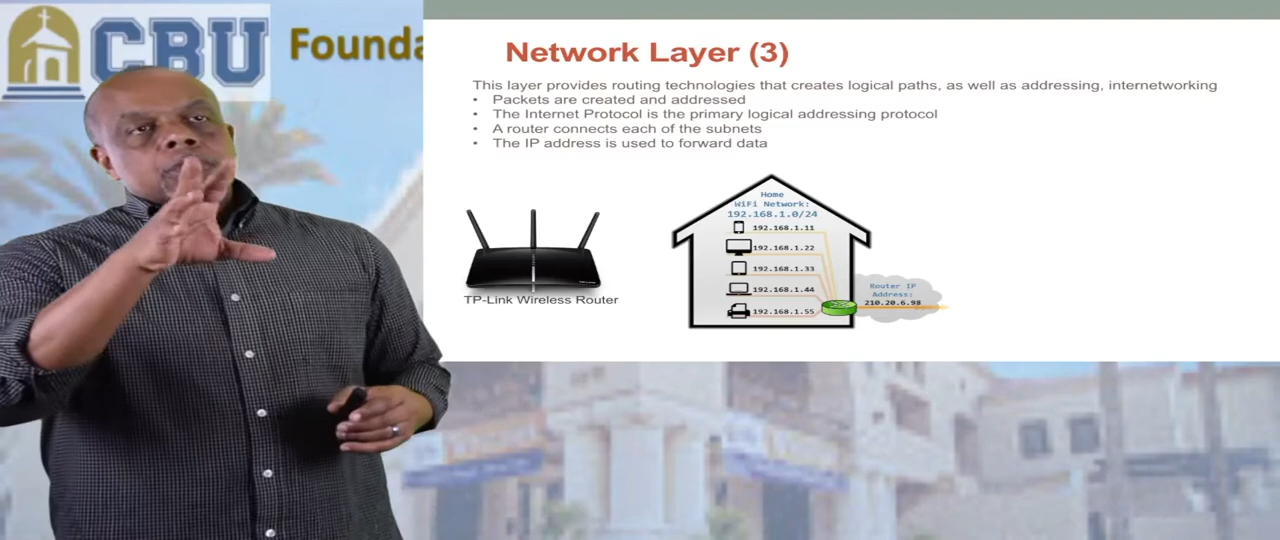 CBU
Founda
Network Layer (3)
This layer provides routing technologies that creates logical paths, as well as addressing, internetworking
• Packets are created and addressed
• The Internet Protocol is the primary logical addressing protocol
• A router connects each of the subnets
• The IP address is used to forward data
TP-Link Wireless Router
Home
WiFi Network:
192.168.1.0/24
192.168.1.11
192.168.1.22
192.168.1.33
192.168.1.44
192.168.1.55
Router IP
Address:
210.20.6.98